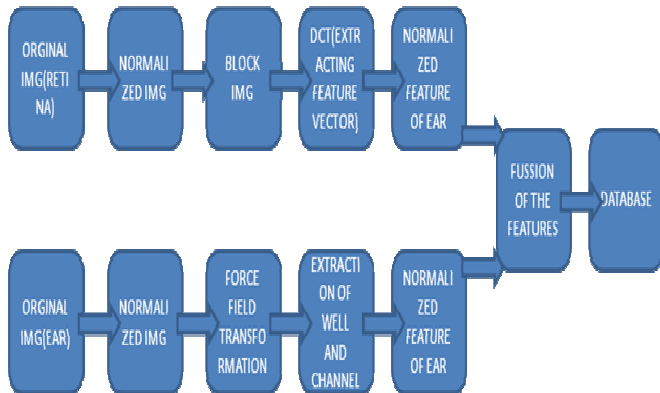 ORGINAL
IMG(RETI
NA)
NORMALI
ZED IMG
BLOCK
IMG
DCT(EXTR
ACTING
FEATURE
VECTOR)
NORMALI
ZED
FEATURE
OF EAR
FUSSION
OF THE
FEATURES
DATABASE
ORGINAL
IMG(EAR)
NORMALI
ZED IMG
FORCE
FIELD
TRANSFO
RMATION
EXTRACTI
ON OF
WELL
AND
CHANNEL
NORMALI
ZED
FEATURE
OF EAR